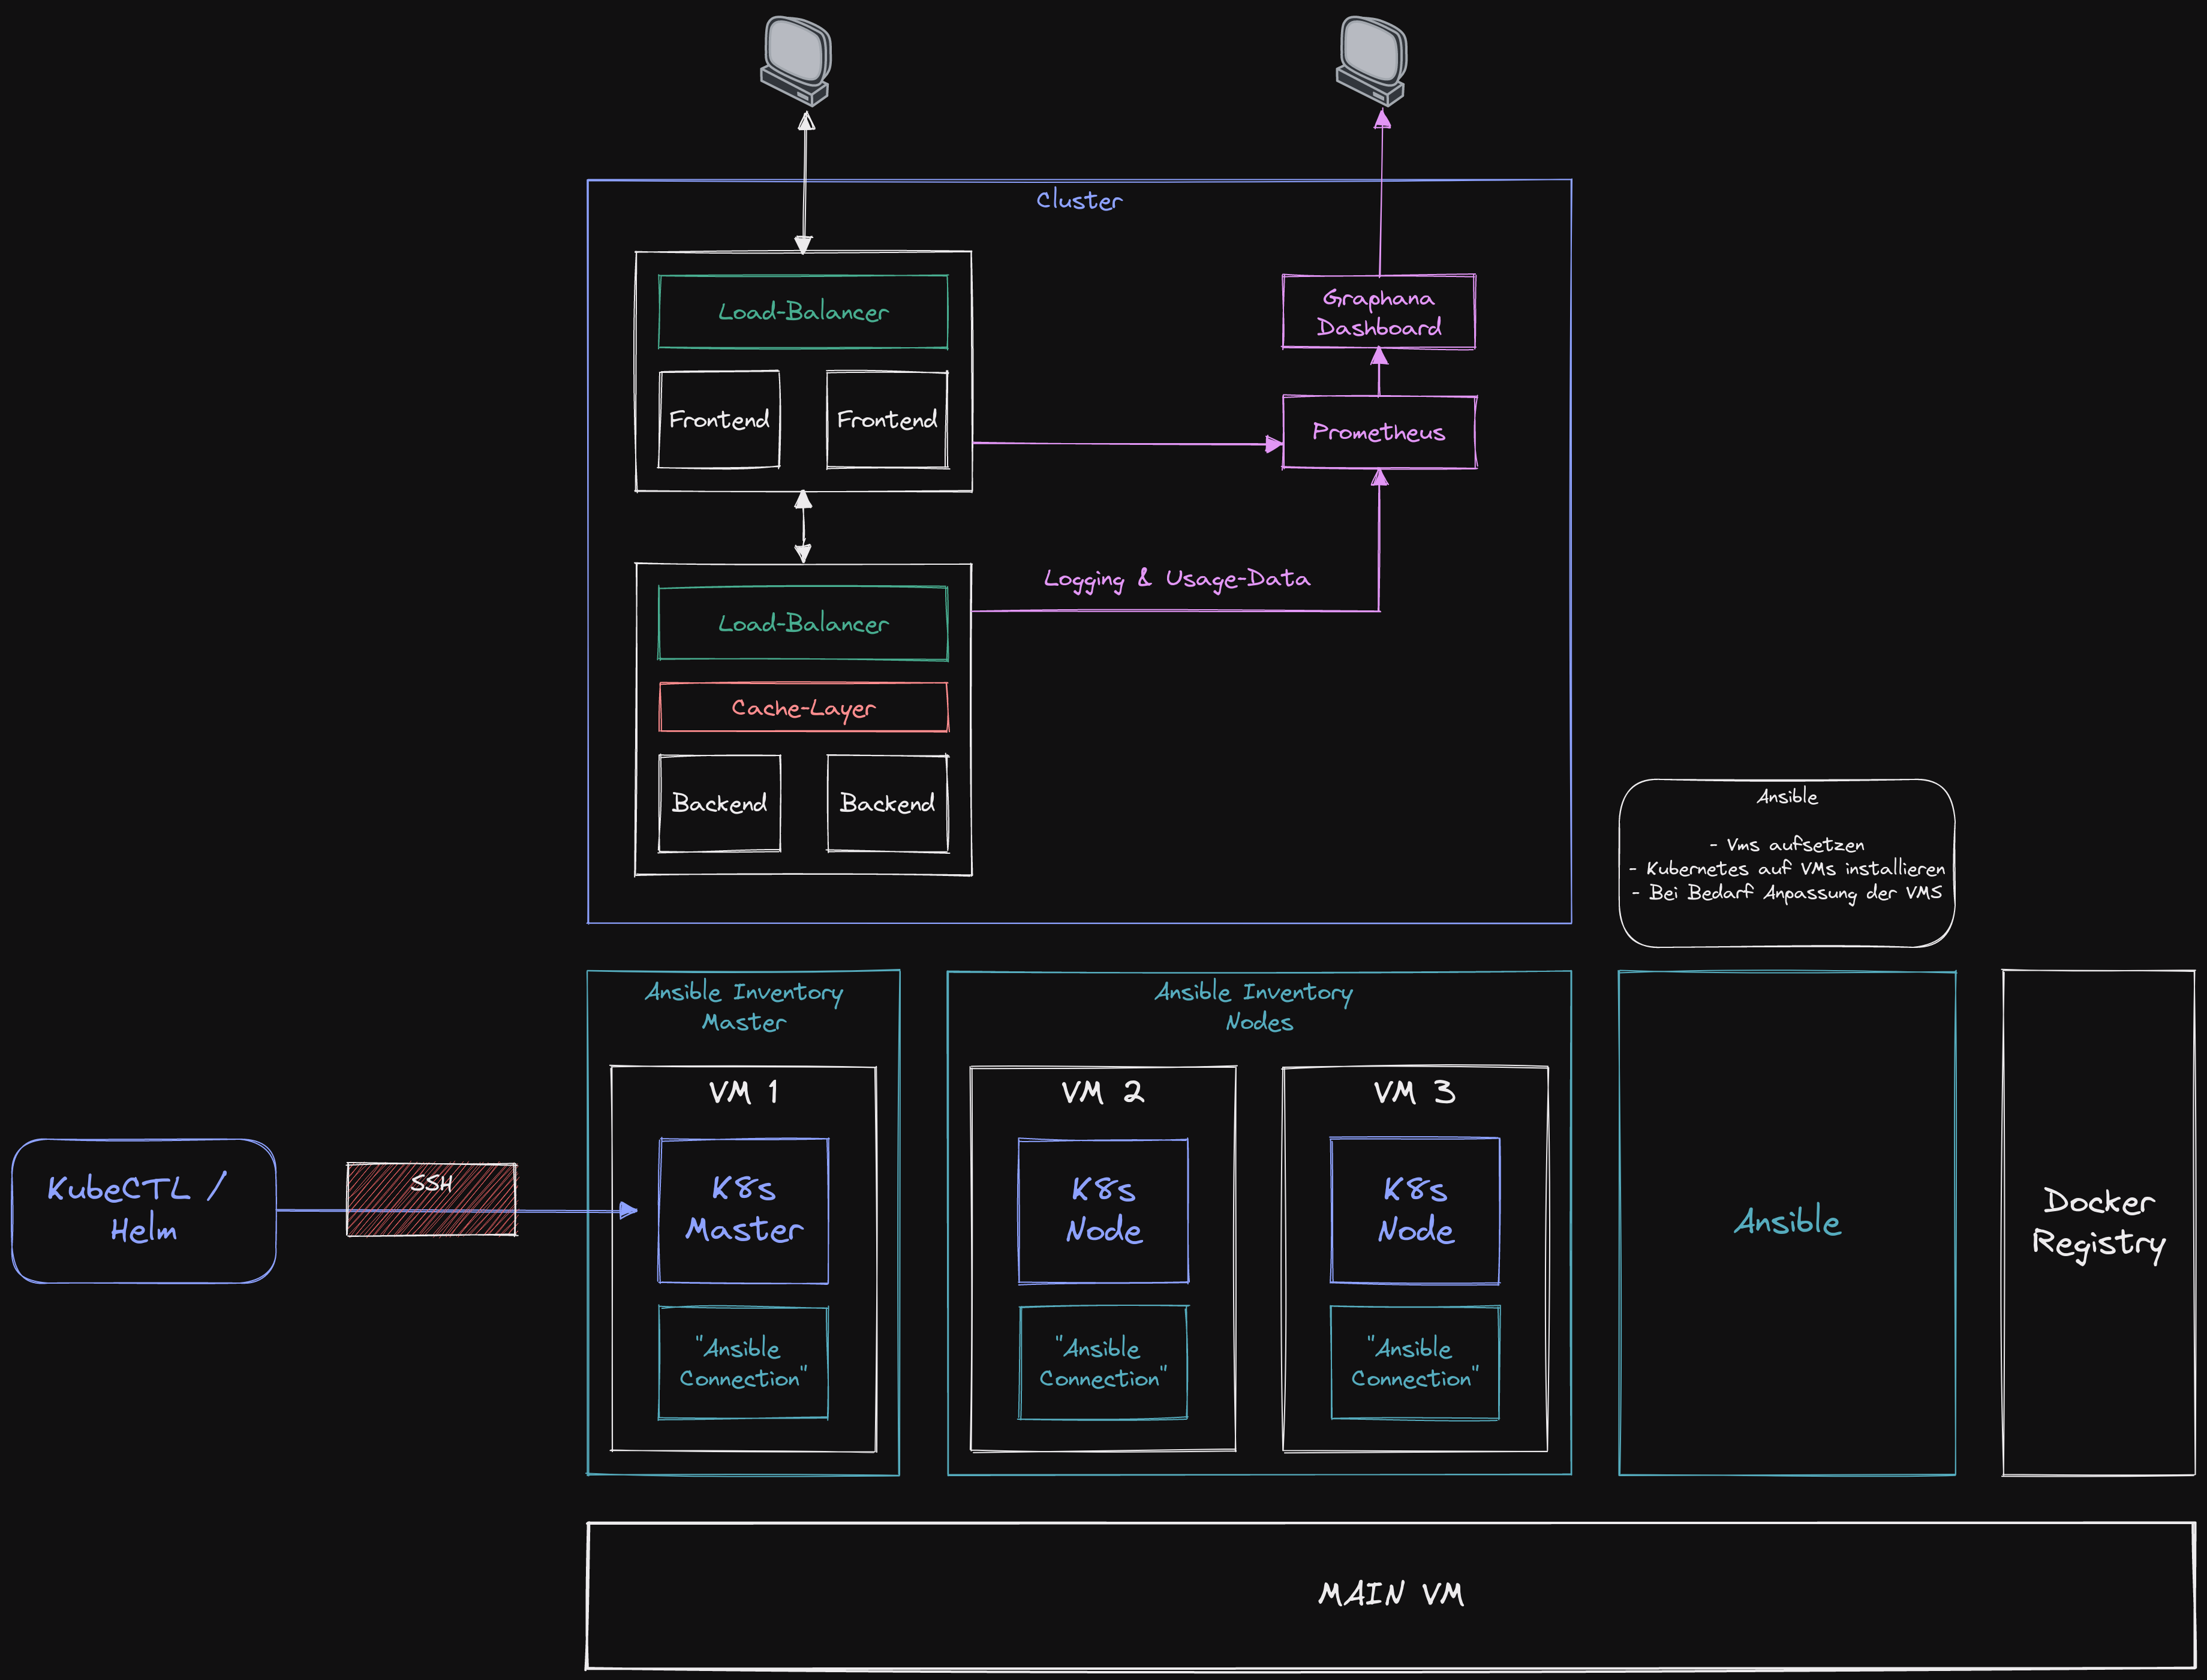 Cluster
Load-Balancer
Frontend
Frontend
Graphana
Dashboard
Prometheus
Logging & Usage-Data
Load-Balancer
Cache-Layer
Backend
Backend
Ansible
- Vms aufsetzen
- Kubernetes auf VMs installieren
- Bei Bedarf Anpassung der VMS
Ansible Inventory
Master
VM 1
K8s
Master
"Ansible
Connection"
Ansible Inventory
Nodes
VM 2
K8s
Node
"Ansible
Connection"
VM 3
K8s
Node
"Ansible
Connection"
KubeCTL /
Helm
SSH
Ansible
Docker
Registry
MAIN VM